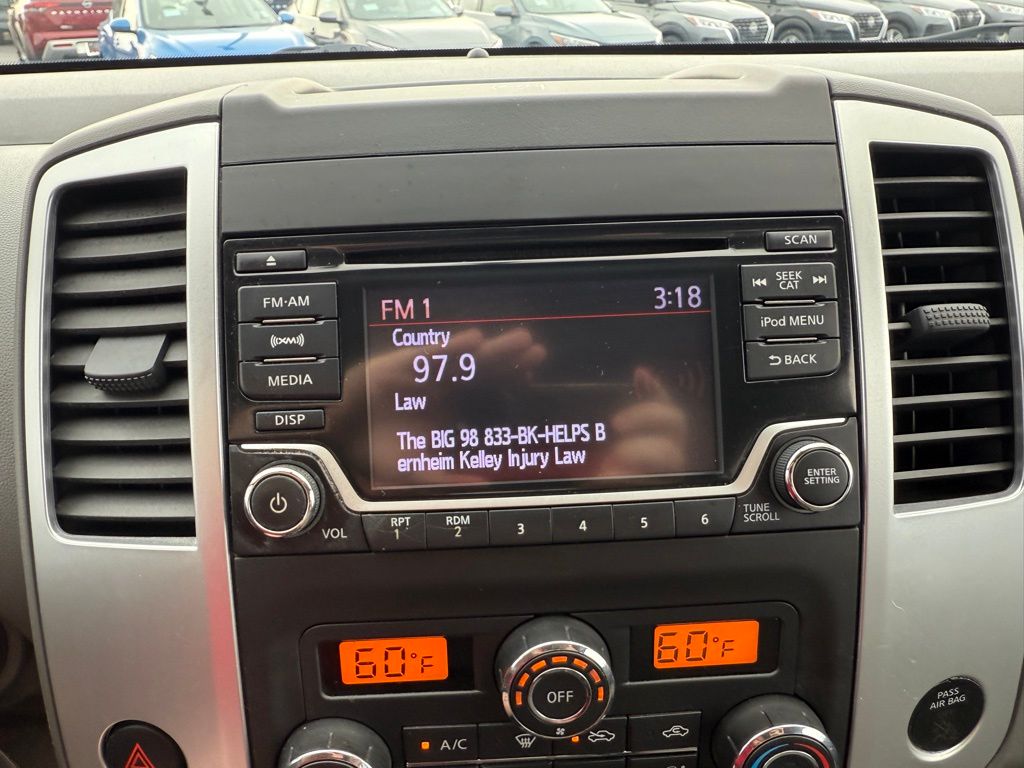 SCAN
FM·AM
SEEK
CAT
FM 1 3:18
(((XM)))
Country
iPod MENU
97.9
MEDIA
BACK
Law
DISP
The BIG 98 833-BK-HELPS B
ernheim Kelley Injury Law
ENTER
SETTING
VOL
RPT
1
RDM
2
3
4
5
6
TUNE
SCROLL
60°F
60°F
OFF
A/C
PASS
AIR BAG